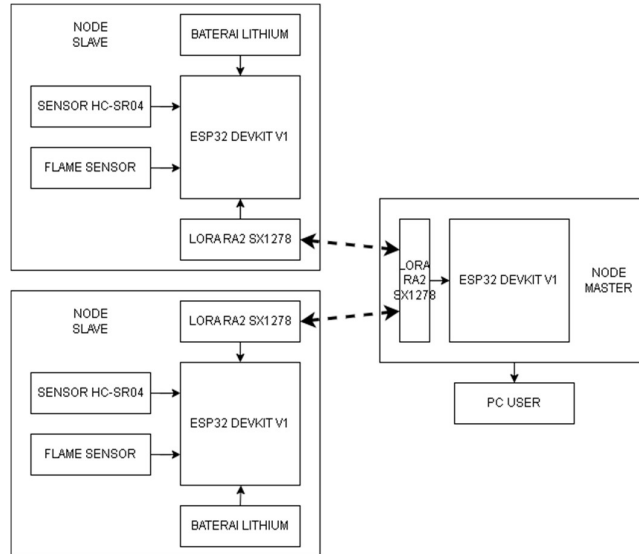 NODE
SLAVE
BATERAI LITHIUM
SENSOR HC-SR04
ESP32 DEVKIT V1
FLAME SENSOR
LORA RA2 SX1278
NODE
SLAVE
LORA RA2 SX1278
SENSOR HC-SR04
ESP32 DEVKIT V1
FLAME SENSOR
BATERAI LITHIUM
LORA
RA2
SX1278
ESP32 DEVKIT V1
NODE
MASTER
PC USER